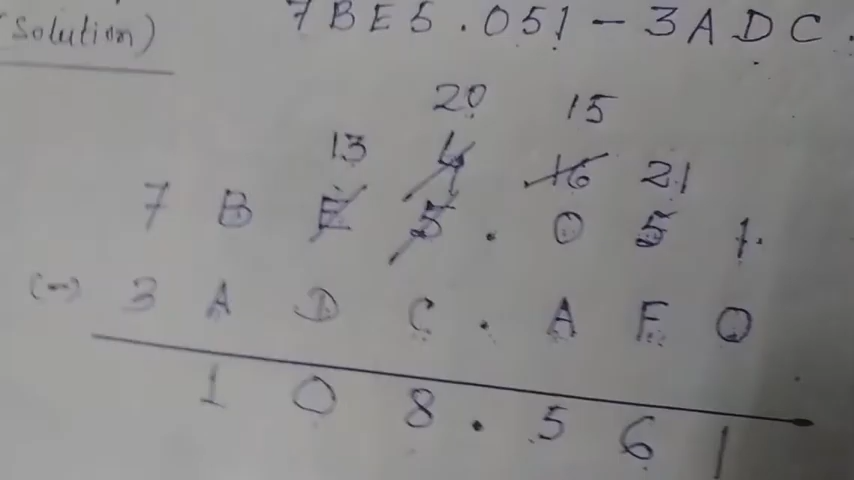 Solution)
7BE5.051-3ADC.
20 15
13 4 16 21
7 B E 5 . 0 5 1
(-) 3 A D C . A F 0
1 0 8 . 5 6 1